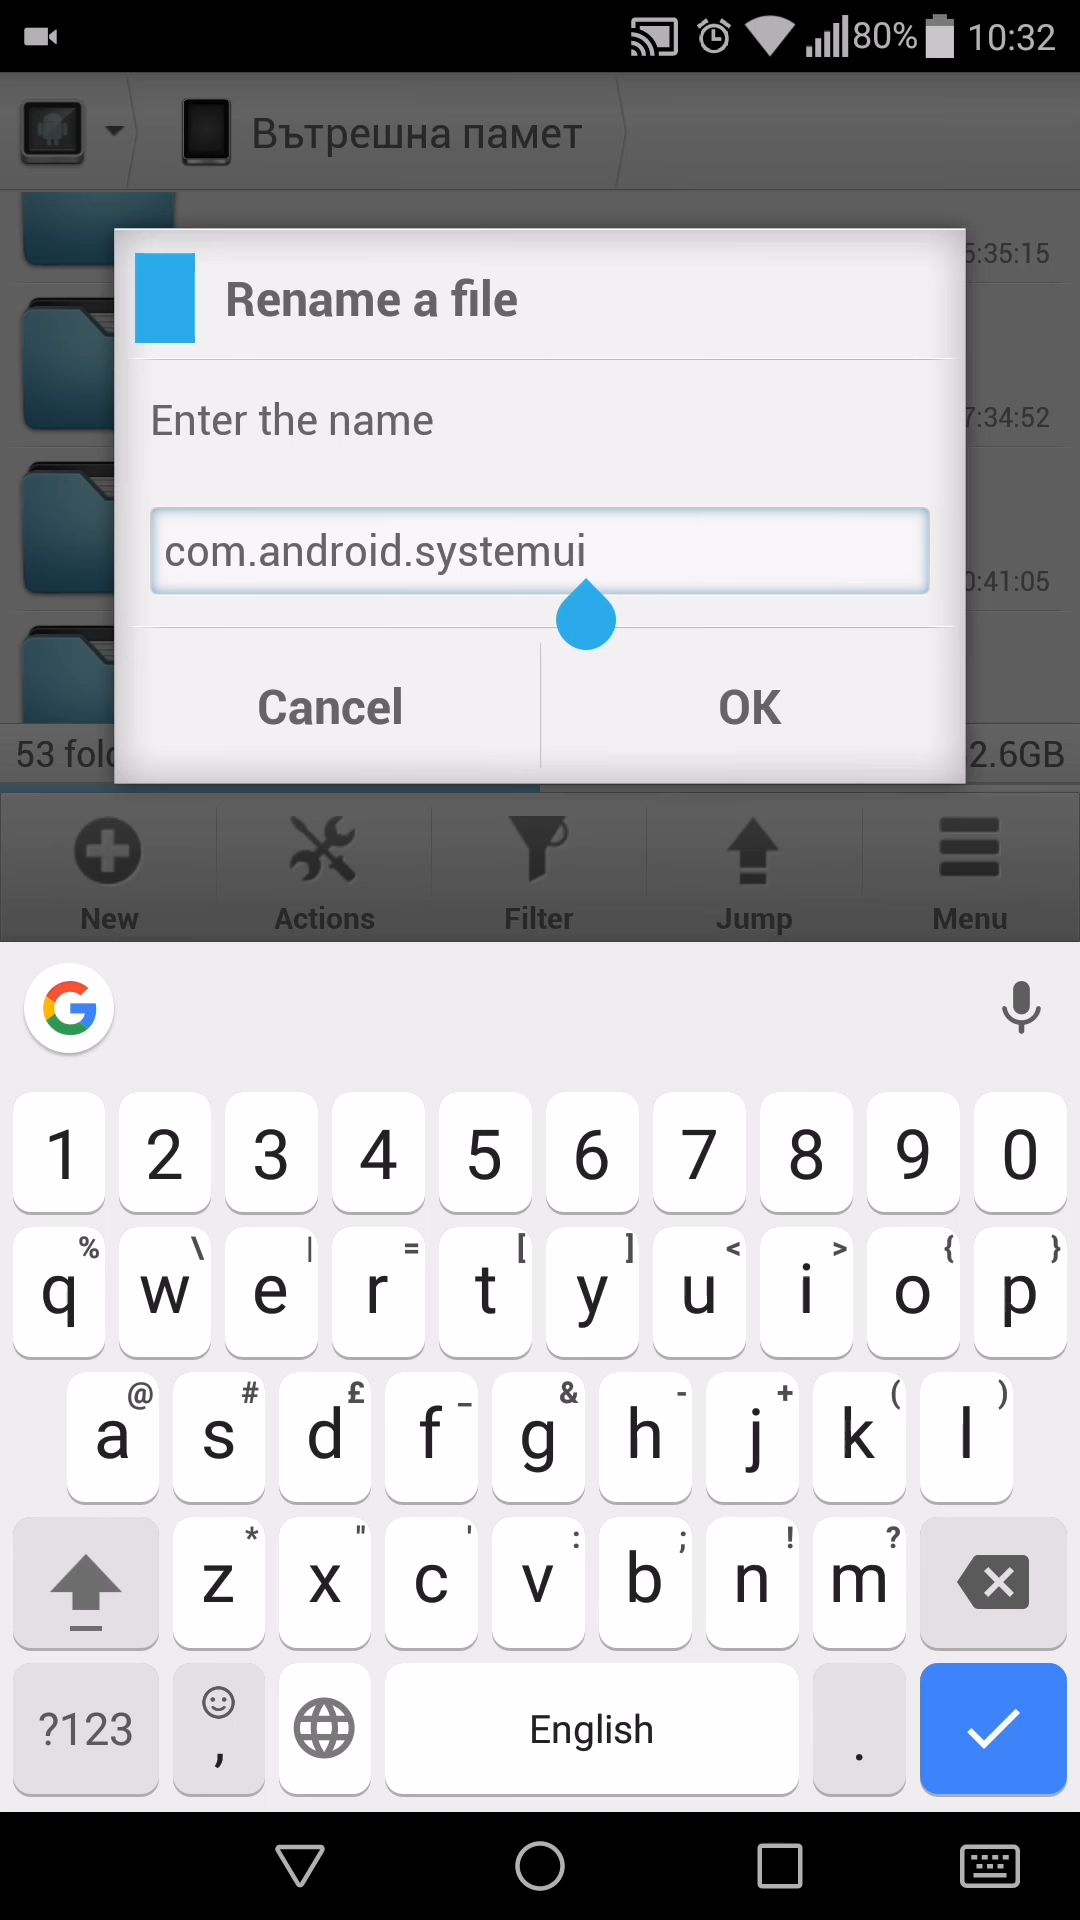 80% 10:32
Вътрешна памет
5:35:15
Rename a file
Enter the name
7:34:52
com.android.systemui
0:41:05
Cancel OK
53 fold 2.6GB
New Actions Filter Jump Menu
G
1 2 3 4 5 6 7 8 9 0
% \ | = [ ] < > { }
q w e r t y u i o p
@ # £ _ & - + ( )
a s d f g h j k l
* " ' : ; ! ?
z x c v b n m
?123 , English .